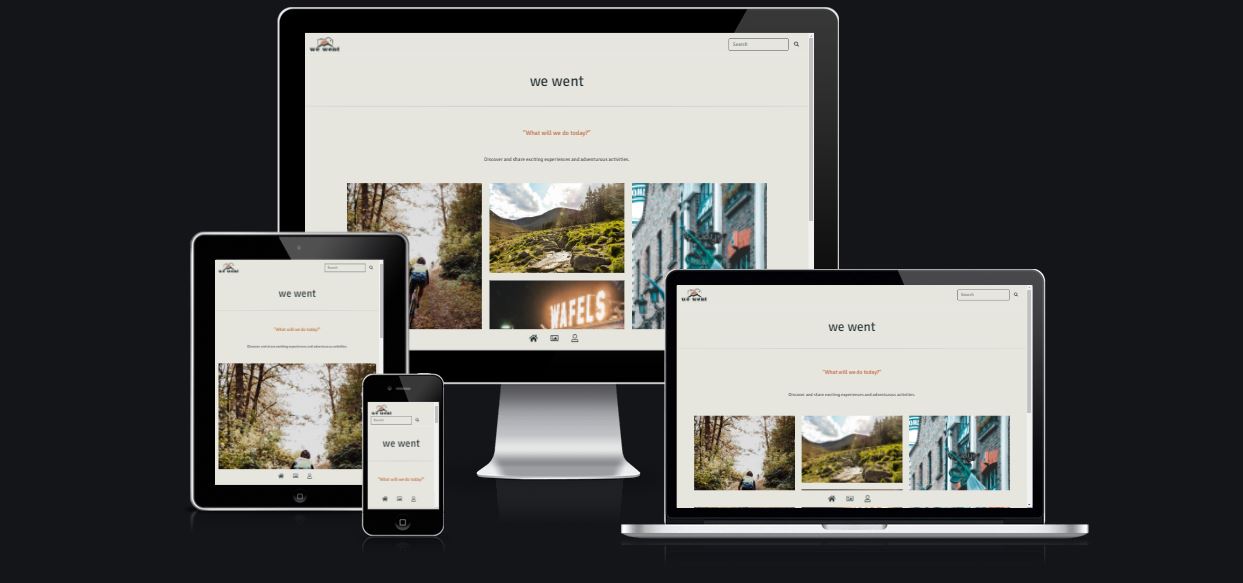 we went
Search
we went
"What will we do today?"
Discover and share exciting experiences and adventurous activities.
WAFELS
we went
Search
we went
"What will we do today?"
Discover and share exciting experiences and adventurous activities.
we went
Search
we went
"What will we do today?"
we went
Search
we went
"What will we do today?"
Discover and share exciting experiences and adventurous activities.